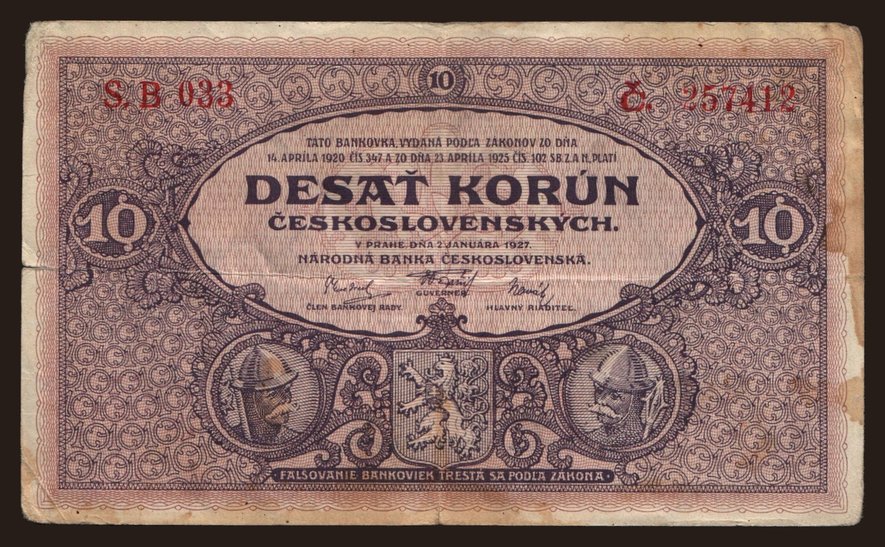 S. B 033
10
Č. 257412
TATO BANKOVKA, VYDANÁ PODĽA ZÁKONOV ZO DŇA
14. APRÍLA 1920 ČÍS 347 A ZO DŇA 23. APRÍLA 1925 ČÍS. 102 SB. Z. A N. PLATÍ
10
DESAŤ KORÚN
10
ČESKOSLOVENSKÝCH.
V PRAHE, DŇA 2. JANUÁRA 1927.
NÁRODNÁ BANKA ČESKOSLOVENSKÁ.
GUVERNÉR
ČLEN BANKOVEJ RADY.
HLAVNÝ RIADITEĽ.
FALŠOVANIE BANKOVIEK TRESTÁ SA PODĽA ZÁKONA